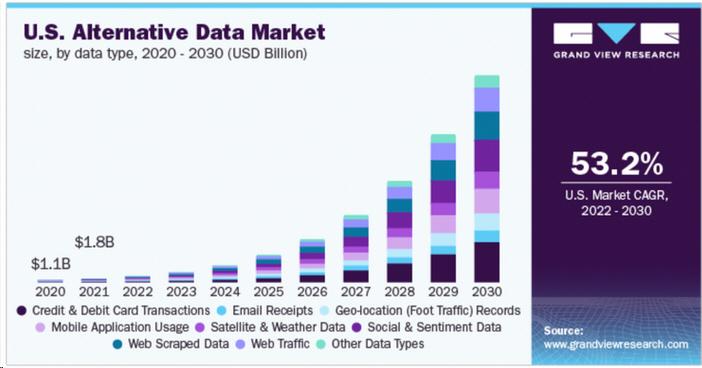 U.S. Alternative Data Market
size, by data type, 2020 - 2030 (USD Billion)
GRAND VIEW RESEARCH
53.2%
U.S. Market CAGR,
2022 - 2030
$1.1B
$1.8B
2020 2021 2022 2023 2024 2025 2026 2027 2028 2029 2030
Credit & Debit Card Transactions Email Receipts Geo-location (Foot Traffic) Records
Mobile Application Usage Satellite & Weather Data Social & Sentiment Data
Web Scraped Data Web Traffic Other Data Types
Source:
www.grandviewresearch.com